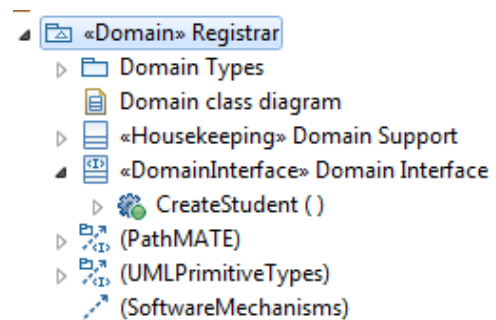 «Domain» Registrar
Domain Types
Domain class diagram
«Housekeeping» Domain Support
«DomainInterface» Domain Interface
CreateStudent ( )
(PathMATE)
(UMLPrimitiveTypes)
(SoftwareMechanisms)